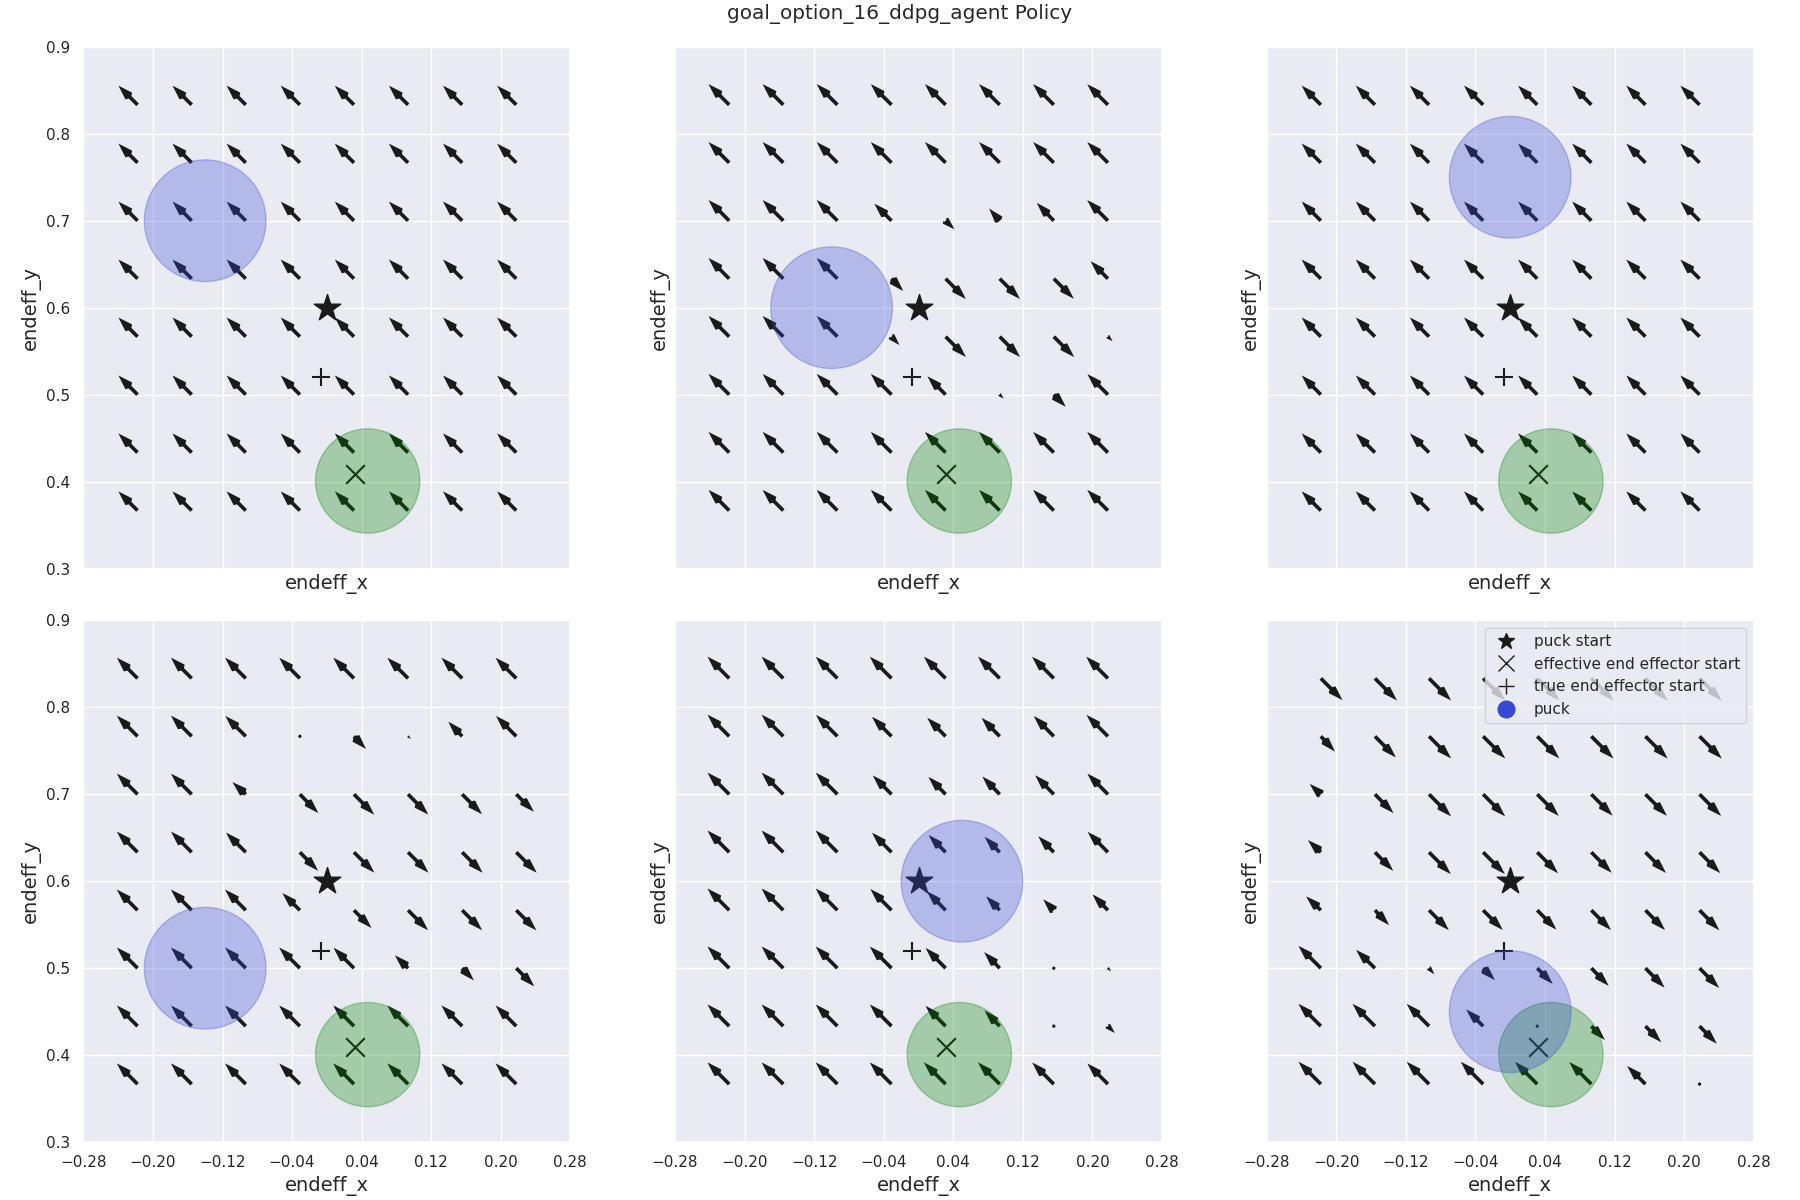 goal_option_16_ddpg_agent Policy
0.9
0.8
0.7
0.6
0.5
0.4
0.3
endeff_y
endeff_x
endeff_y
endeff_x
endeff_y
endeff_x
0.9
0.8
0.7
0.6
0.5
0.4
0.3
endeff_y
−0.28 −0.20 −0.12 −0.04 0.04 0.12 0.20 0.28
endeff_x
endeff_y
−0.28 −0.20 −0.12 −0.04 0.04 0.12 0.20 0.28
endeff_x
puck start
effective end effector start
true end effector start
puck
endeff_y
−0.28 −0.20 −0.12 −0.04 0.04 0.12 0.20 0.28
endeff_x